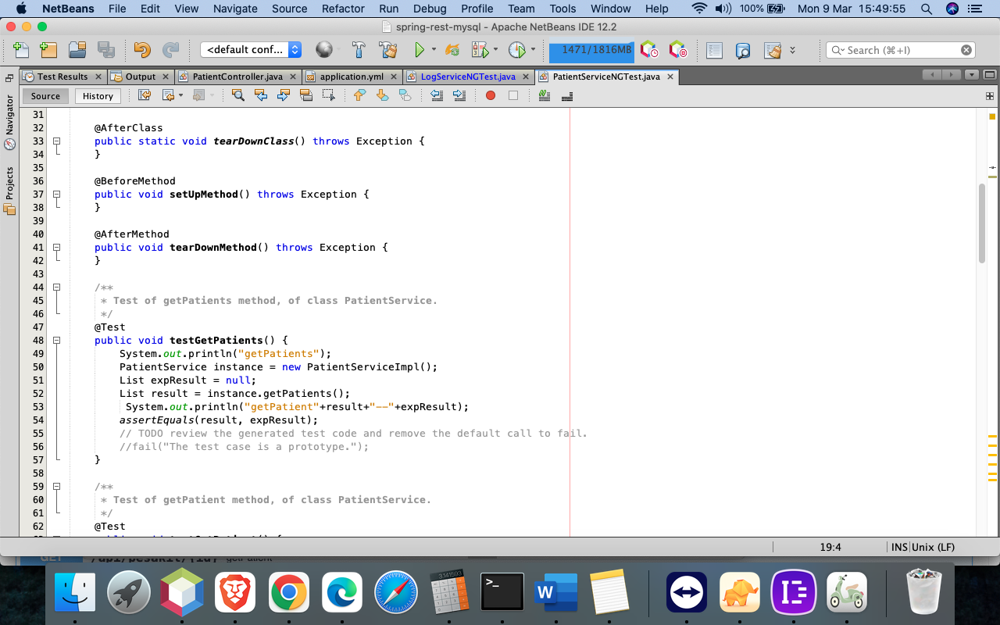 NetBeans File Edit View Navigate Source Refactor Run Debug Profile Team Tools Window Help 100% Mon 9 Mar 15:49:55
spring-rest-mysql - Apache NetBeans IDE 12.2
<default conf... 1471/1816MB Search (⌘+I)
Test Results Output PatientController.java application.yml LogServiceNGTest.java PatientServiceNGTest.java
Source History
Navigator
Projects
31
32 @AfterClass
33 public static void tearDownClass() throws Exception {
34 }
35
36 @BeforeMethod
37 public void setUpMethod() throws Exception {
38 }
39
40 @AfterMethod
41 public void tearDownMethod() throws Exception {
42 }
43
44 /**
45 * Test of getPatients method, of class PatientService.
46 */
47 @Test
48 public void testGetPatients() {
49 System.out.println("getPatients");
50 PatientService instance = new PatientServiceImpl();
51 List expResult = null;
52 List result = instance.getPatients();
53 System.out.println("getPatient"+result+"--"+expResult);
54 assertEquals(result, expResult);
55 // TODO review the generated test code and remove the default call to fail.
56 //fail("The test case is a prototype.");
57 }
58
59 /**
60 * Test of getPatient method, of class PatientService.
61 */
62 @Test
19:4 INS Unix (LF)
3.141593
>_
W